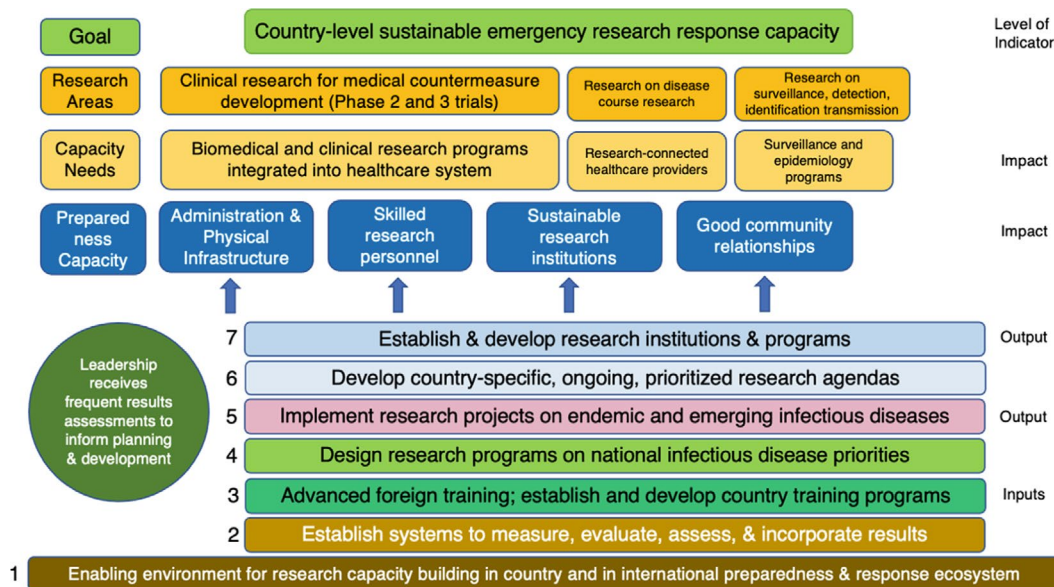 Goal
Country-level sustainable emergency research response capacity
Level of
Indicator
Research
Areas
Clinical research for medical countermeasure
development (Phase 2 and 3 trials)
Research on disease
course research
Research on
surveillance, detection,
identification transmission
Capacity
Needs
Biomedical and clinical research programs
integrated into healthcare system
Research-connected
healthcare providers
Surveillance and
epidemiology
programs
Impact
Prepared
ness
Capacity
Administration &
Physical
Infrastructure
Skilled
research
personnel
Sustainable
research
institutions
Good community
relationships
Impact
Leadership
receives
frequent results
assessments to
inform planning
& development
7 Establish & develop research institutions & programs Output
6 Develop country-specific, ongoing, prioritized research agendas
5 Implement research projects on endemic and emerging infectious diseases Output
4 Design research programs on national infectious disease priorities
3 Advanced foreign training; establish and develop country training programs Inputs
2 Establish systems to measure, evaluate, assess, & incorporate results
1 Enabling environment for research capacity building in country and in international preparedness & response ecosystem